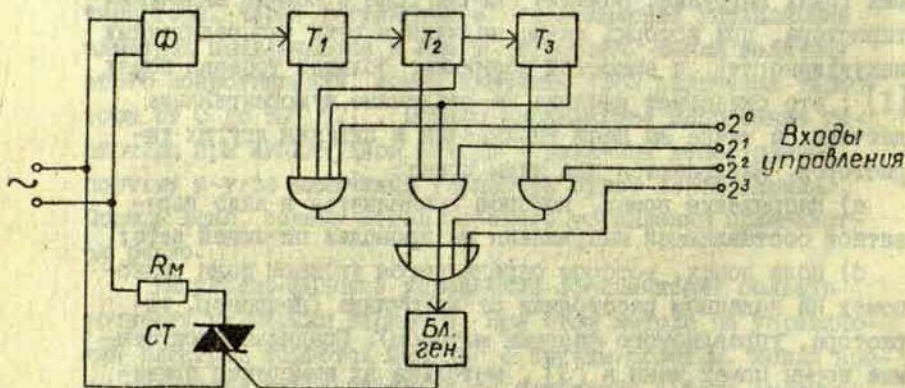 Ф
T₁
T₂
T₃
2⁰
2¹
2²
2³
Входы
управления
~
Rм
СТ
Бл.
ген.